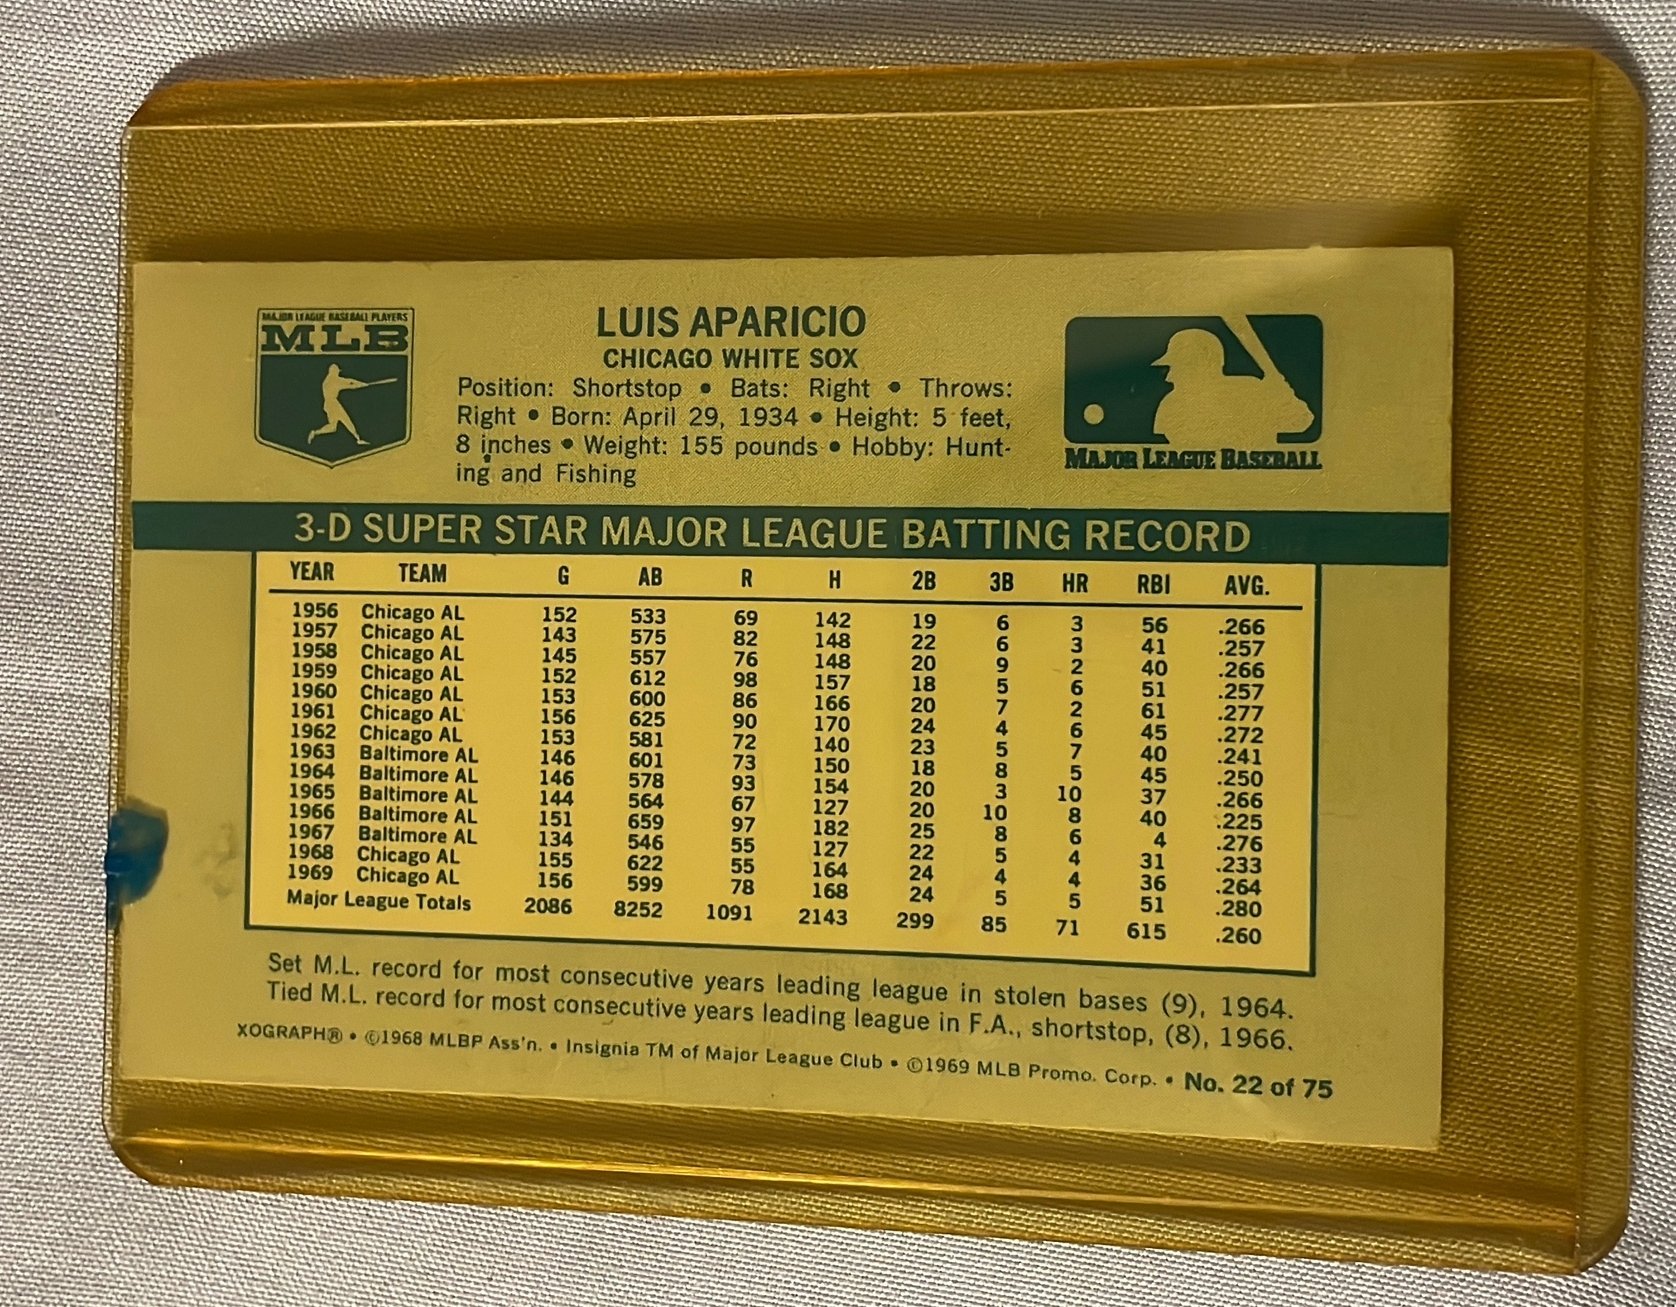 MAJOR LEAGUE BASEBALL PLAYERS
MLB
LUIS APARICIO
CHICAGO WHITE SOX
Position: Shortstop • Bats: Right • Throws:
Right • Born: April 29, 1934 • Height: 5 feet,
8 inches • Weight: 155 pounds • Hobby: Hunt-
ing and Fishing
MAJOR LEAGUE BASEBALL
3-D SUPER STAR MAJOR LEAGUE BATTING RECORD
YEAR TEAM G AB R H 2B 3B HR RBI AVG.
1956 Chicago AL 152 533 69 142 19 6 3 56 .266
1957 Chicago AL 143 575 82 148 22 6 3 41 .257
1958 Chicago AL 145 557 76 148 20 9 2 40 .266
1959 Chicago AL 152 612 98 157 18 5 6 51 .257
1960 Chicago AL 153 600 86 166 20 7 2 61 .277
1961 Chicago AL 156 625 90 170 24 4 6 45 .272
1962 Chicago AL 153 581 72 140 23 5 7 40 .241
1963 Baltimore AL 146 601 73 150 18 8 5 45 .250
1964 Baltimore AL 146 578 93 154 20 3 10 37 .266
1965 Baltimore AL 144 564 67 127 20 10 8 40 .225
1966 Baltimore AL 151 659 97 182 25 8 6 4 .276
1967 Baltimore AL 134 546 55 127 22 5 4 31 .233
1968 Chicago AL 155 622 55 164 24 4 4 36 .264
1969 Chicago AL 156 599 78 168 24 5 5 51 .280
Major League Totals 2086 8252 1091 2143 299 85 71 615 .260
Set M.L. record for most consecutive years leading league in stolen bases (9), 1964.
Tied M.L. record for most consecutive years leading league in F.A., shortstop, (8), 1966.
XOGRAPH® • ©1968 MLBP Ass'n. • Insignia TM of Major League Club • ©1969 MLB Promo. Corp. • No. 22 of 75